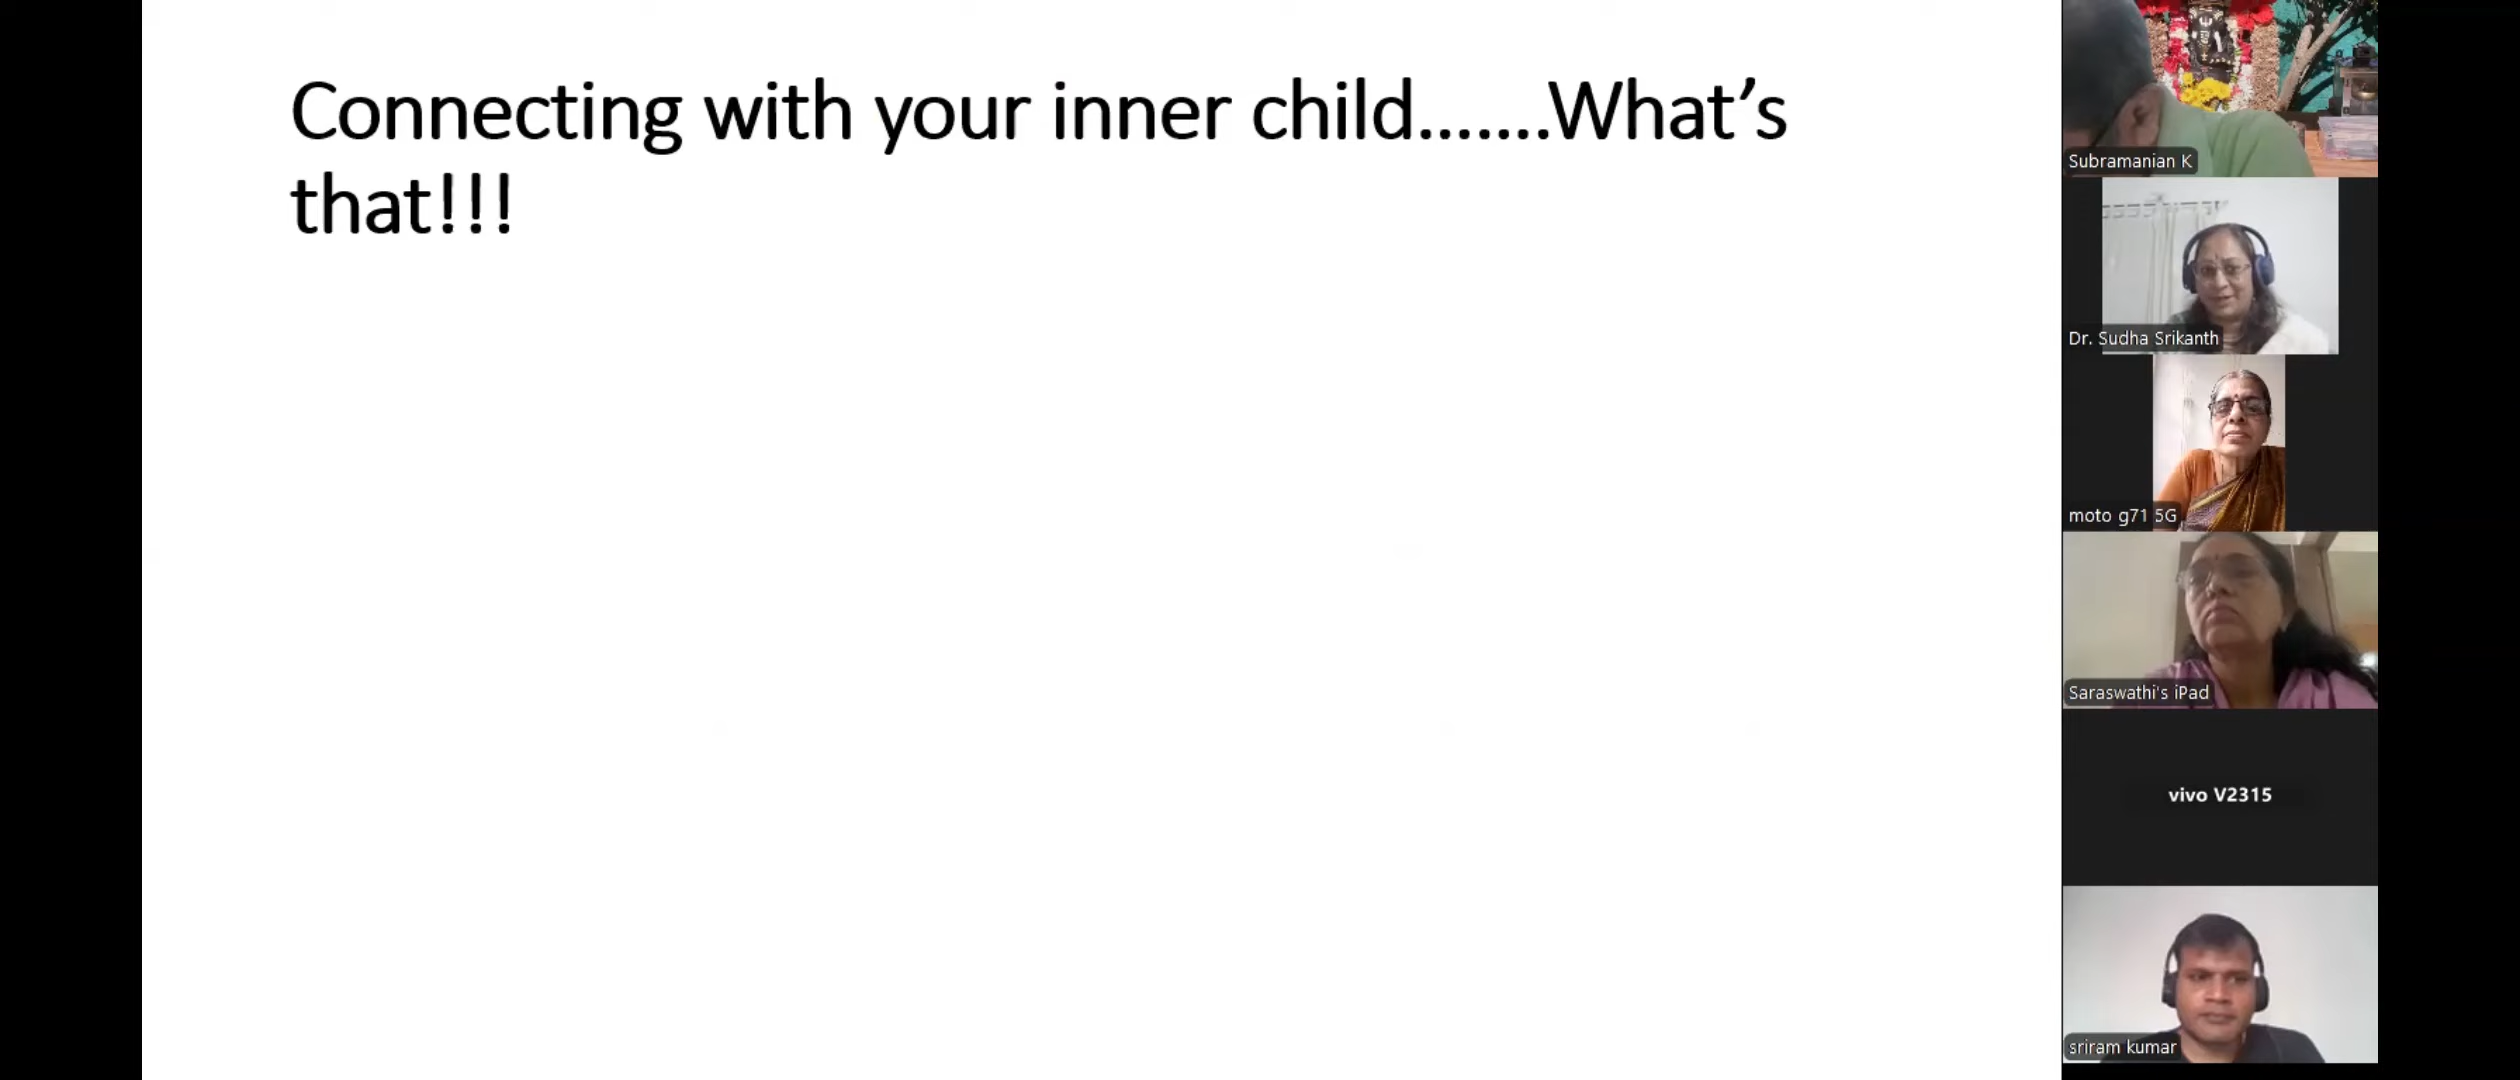 Connecting with your inner child.......What’s
that!!!
Subramanian K
Dr. Sudha Srikanth
moto g71 5G
Saraswathi's iPad
vivo V2315
sriram kumar